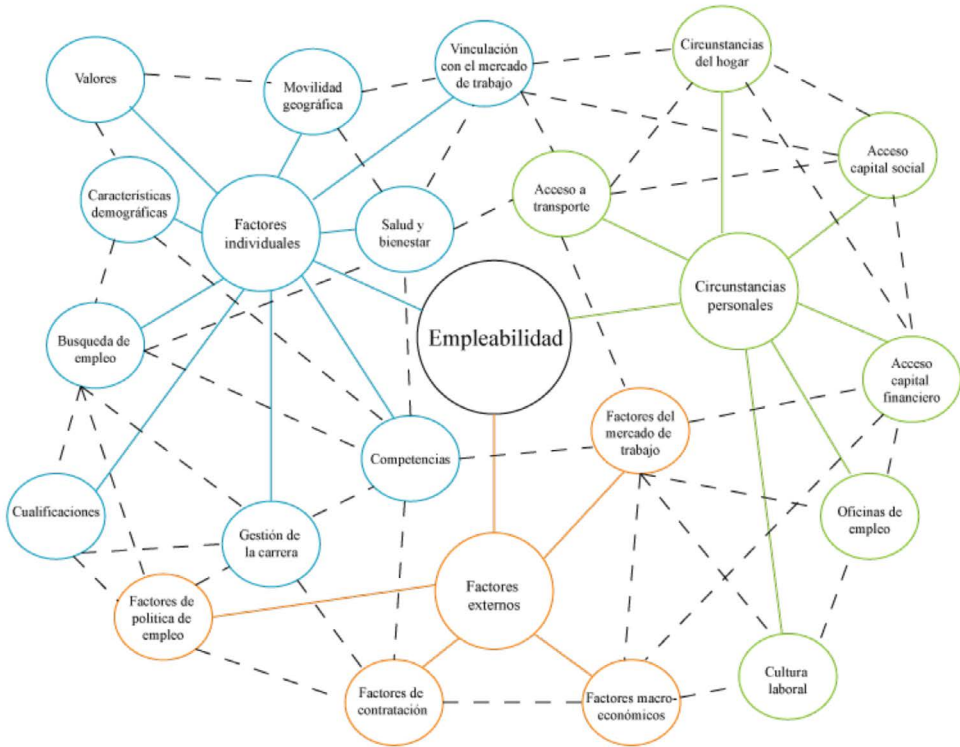 Valores
Movilidad
geográfica
Vinculación
con el mercado
de trabajo
Circunstancias
del hogar
Acceso
capital social
Características
demográficas
Factores
individuales
Salud y
bienestar
Acceso a
transporte
Circunstancias
personales
Empleabilidad
Busqueda de
empleo
Acceso
capital
financiero
Factores del
mercado de
trabajo
Competencias
Cualificaciones
Gestión de
la carrera
Oficinas de
empleo
Factores de
politica de
empleo
Factores
externos
Cultura
laboral
Factores de
contratación
Factores macro-
económicos